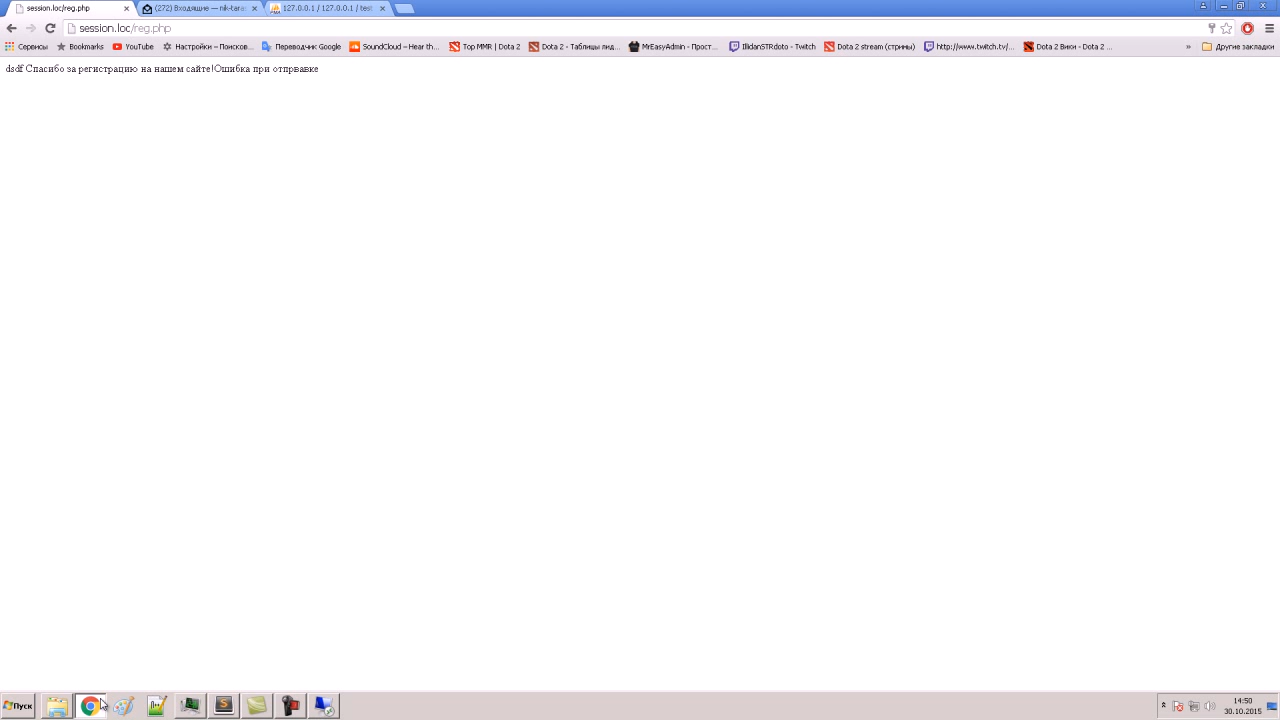 session.loc/reg.php
(272) Входящие — nik-taras
127.0.0.1 / 127.0.0.1 / test
session.loc/reg.php
Сервисы
Bookmarks
YouTube
Настройки – Поисков...
Переводчик Google
SoundCloud – Hear th...
Top MMR | Dota 2
Dota 2 - Таблицы лид...
MrEasyAdmin - Прост...
IllidanSTRdoto - Twitch
Dota 2 stream (стримы)
http://www.twitch.tv/...
Dota 2 Вики - Dota 2 ...
»
Другие закладки
dsdf Спасибо за регистрацию на нашем сайте!Ошибка при отпрвавке
Пуск
14:50
30.10.2015